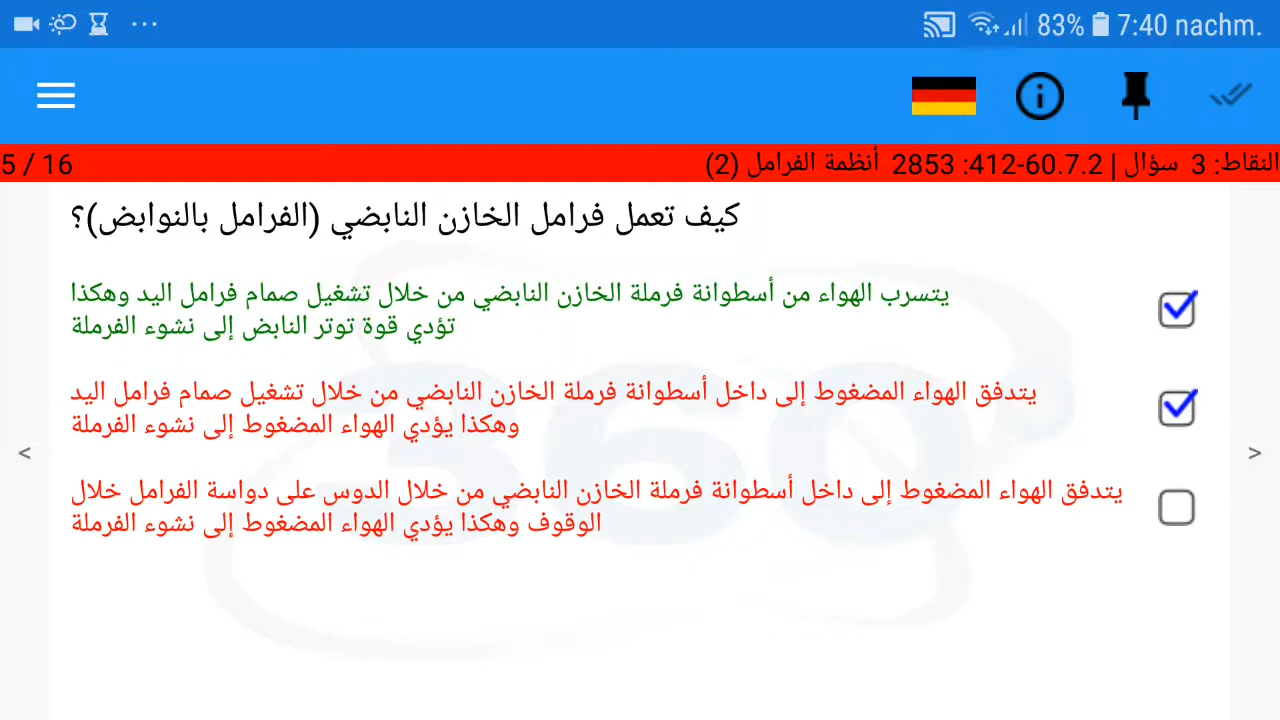 83% 7:40 nachm.
النقاط: 3 سؤال | 2.7.60-412: 2853 أنظمة الفرامل (2)
5 / 16
كيف تعمل فرامل الخازن النابضي (الفرامل بالنوابض)؟
يتسرب الهواء من أسطوانة فرملة الخازن النابضي من خلال تشغيل صمام فرامل اليد وهكذا
تؤدي قوة توتر النابض إلى نشوء الفرملة
يتدفق الهواء المضغوط إلى داخل أسطوانة فرملة الخازن النابضي من خلال تشغيل صمام فرامل اليد
وهكذا يؤدي الهواء المضغوط إلى نشوء الفرملة
يتدفق الهواء المضغوط إلى داخل أسطوانة فرملة الخازن النابضي من خلال الدوس على دواسة الفرامل خلال
الوقوف وهكذا يؤدي الهواء المضغوط إلى نشوء الفرملة
< >
360°